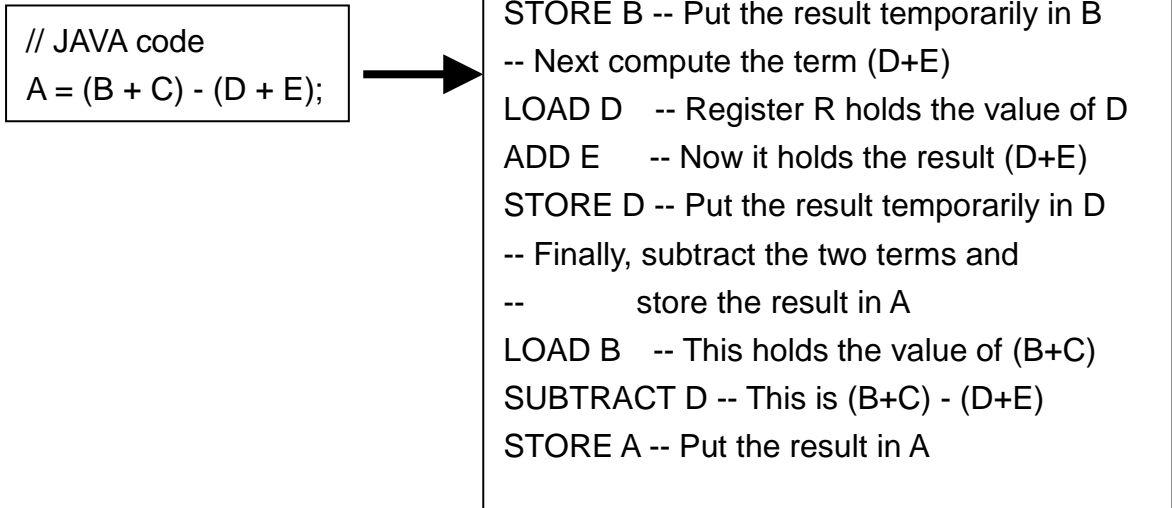 // JAVA code
A = (B + C) - (D + E);
STORE B -- Put the result temporarily in B
-- Next compute the term (D+E)
LOAD D -- Register R holds the value of D
ADD E -- Now it holds the result (D+E)
STORE D -- Put the result temporarily in D
-- Finally, subtract the two terms and
-- store the result in A
LOAD B -- This holds the value of (B+C)
SUBTRACT D -- This is (B+C) - (D+E)
STORE A -- Put the result in A